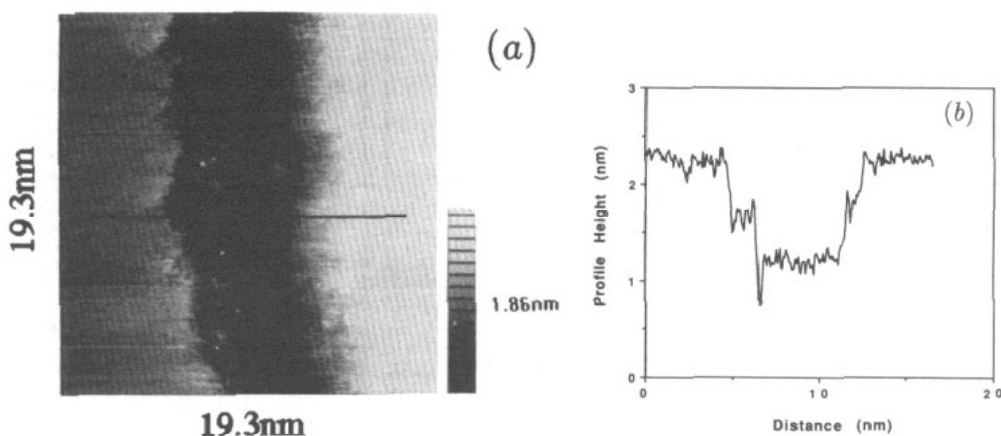 (a)
19.3nm
1.86nm
19.3nm
(b)
3
2
1
0
Profile Height (nm)
0
10
20
Distance (nm)